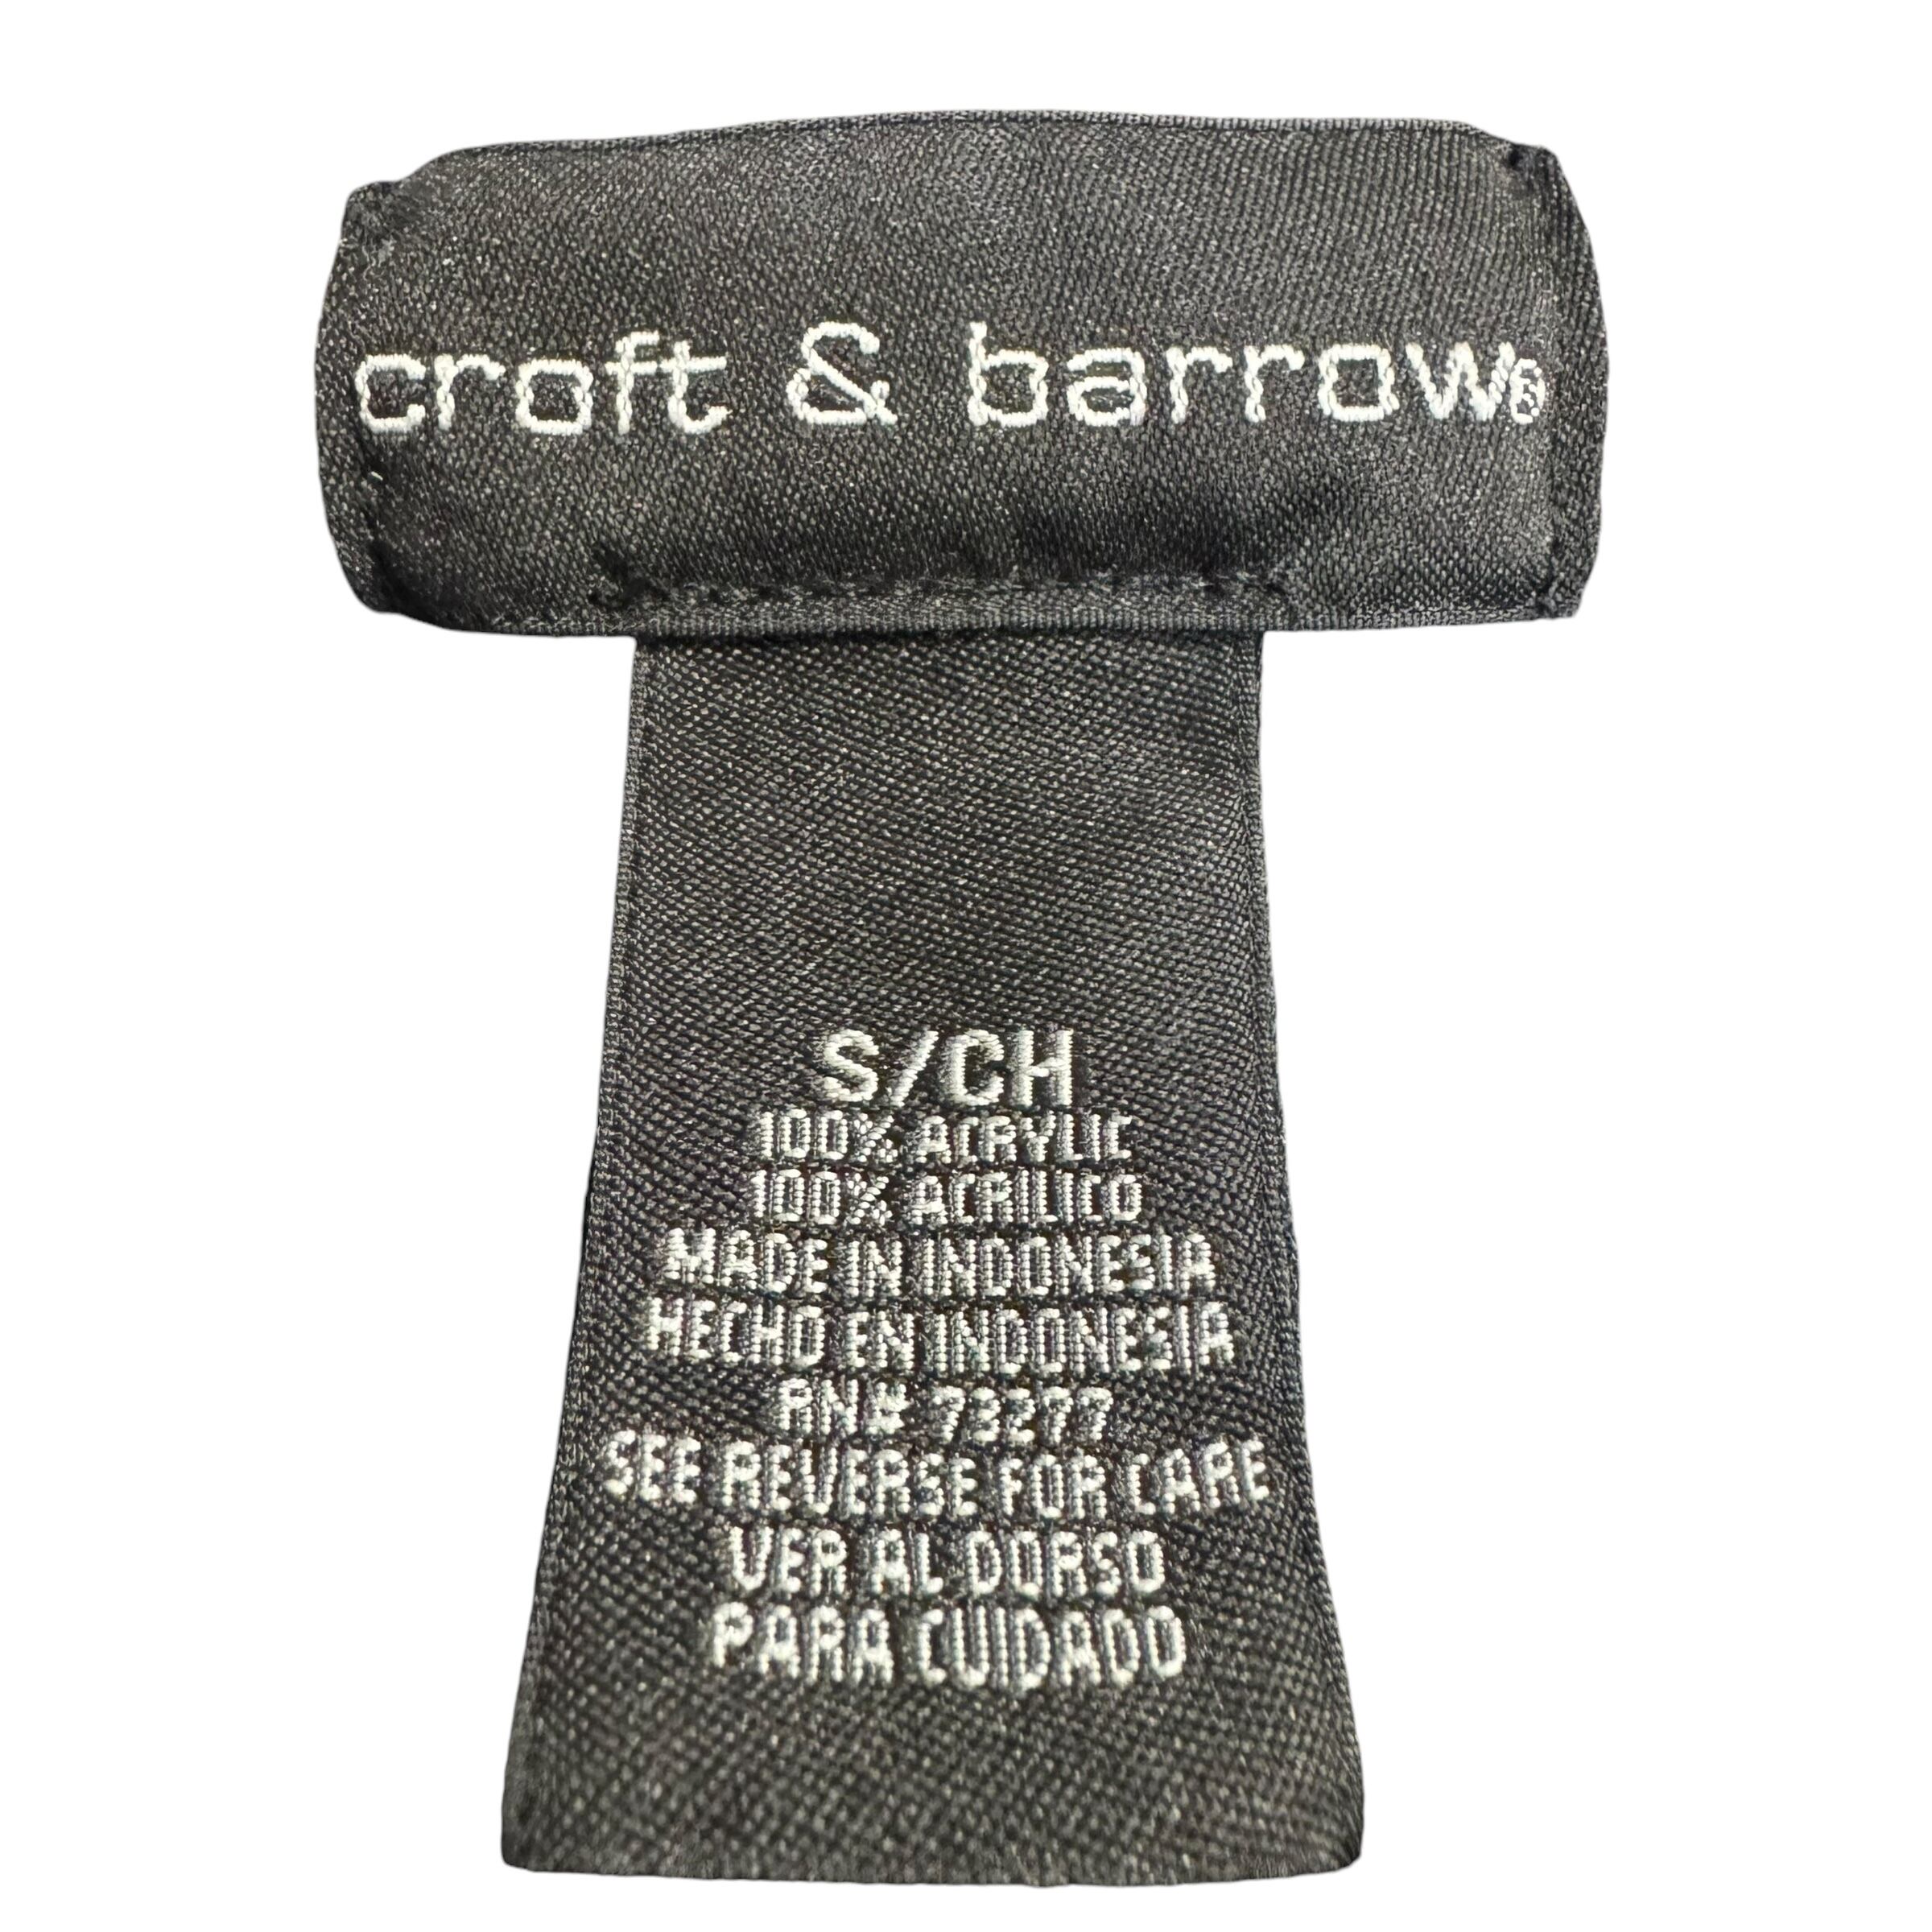 croft & barrow®
S/CH
100% ACRYLIC
100% ACRILICO
MADE IN INDONESIA
HECHO EN INDONESIA
RN# 73277
SEE REVERSE FOR CARE
VER AL DORSO
PARA CUIDADO